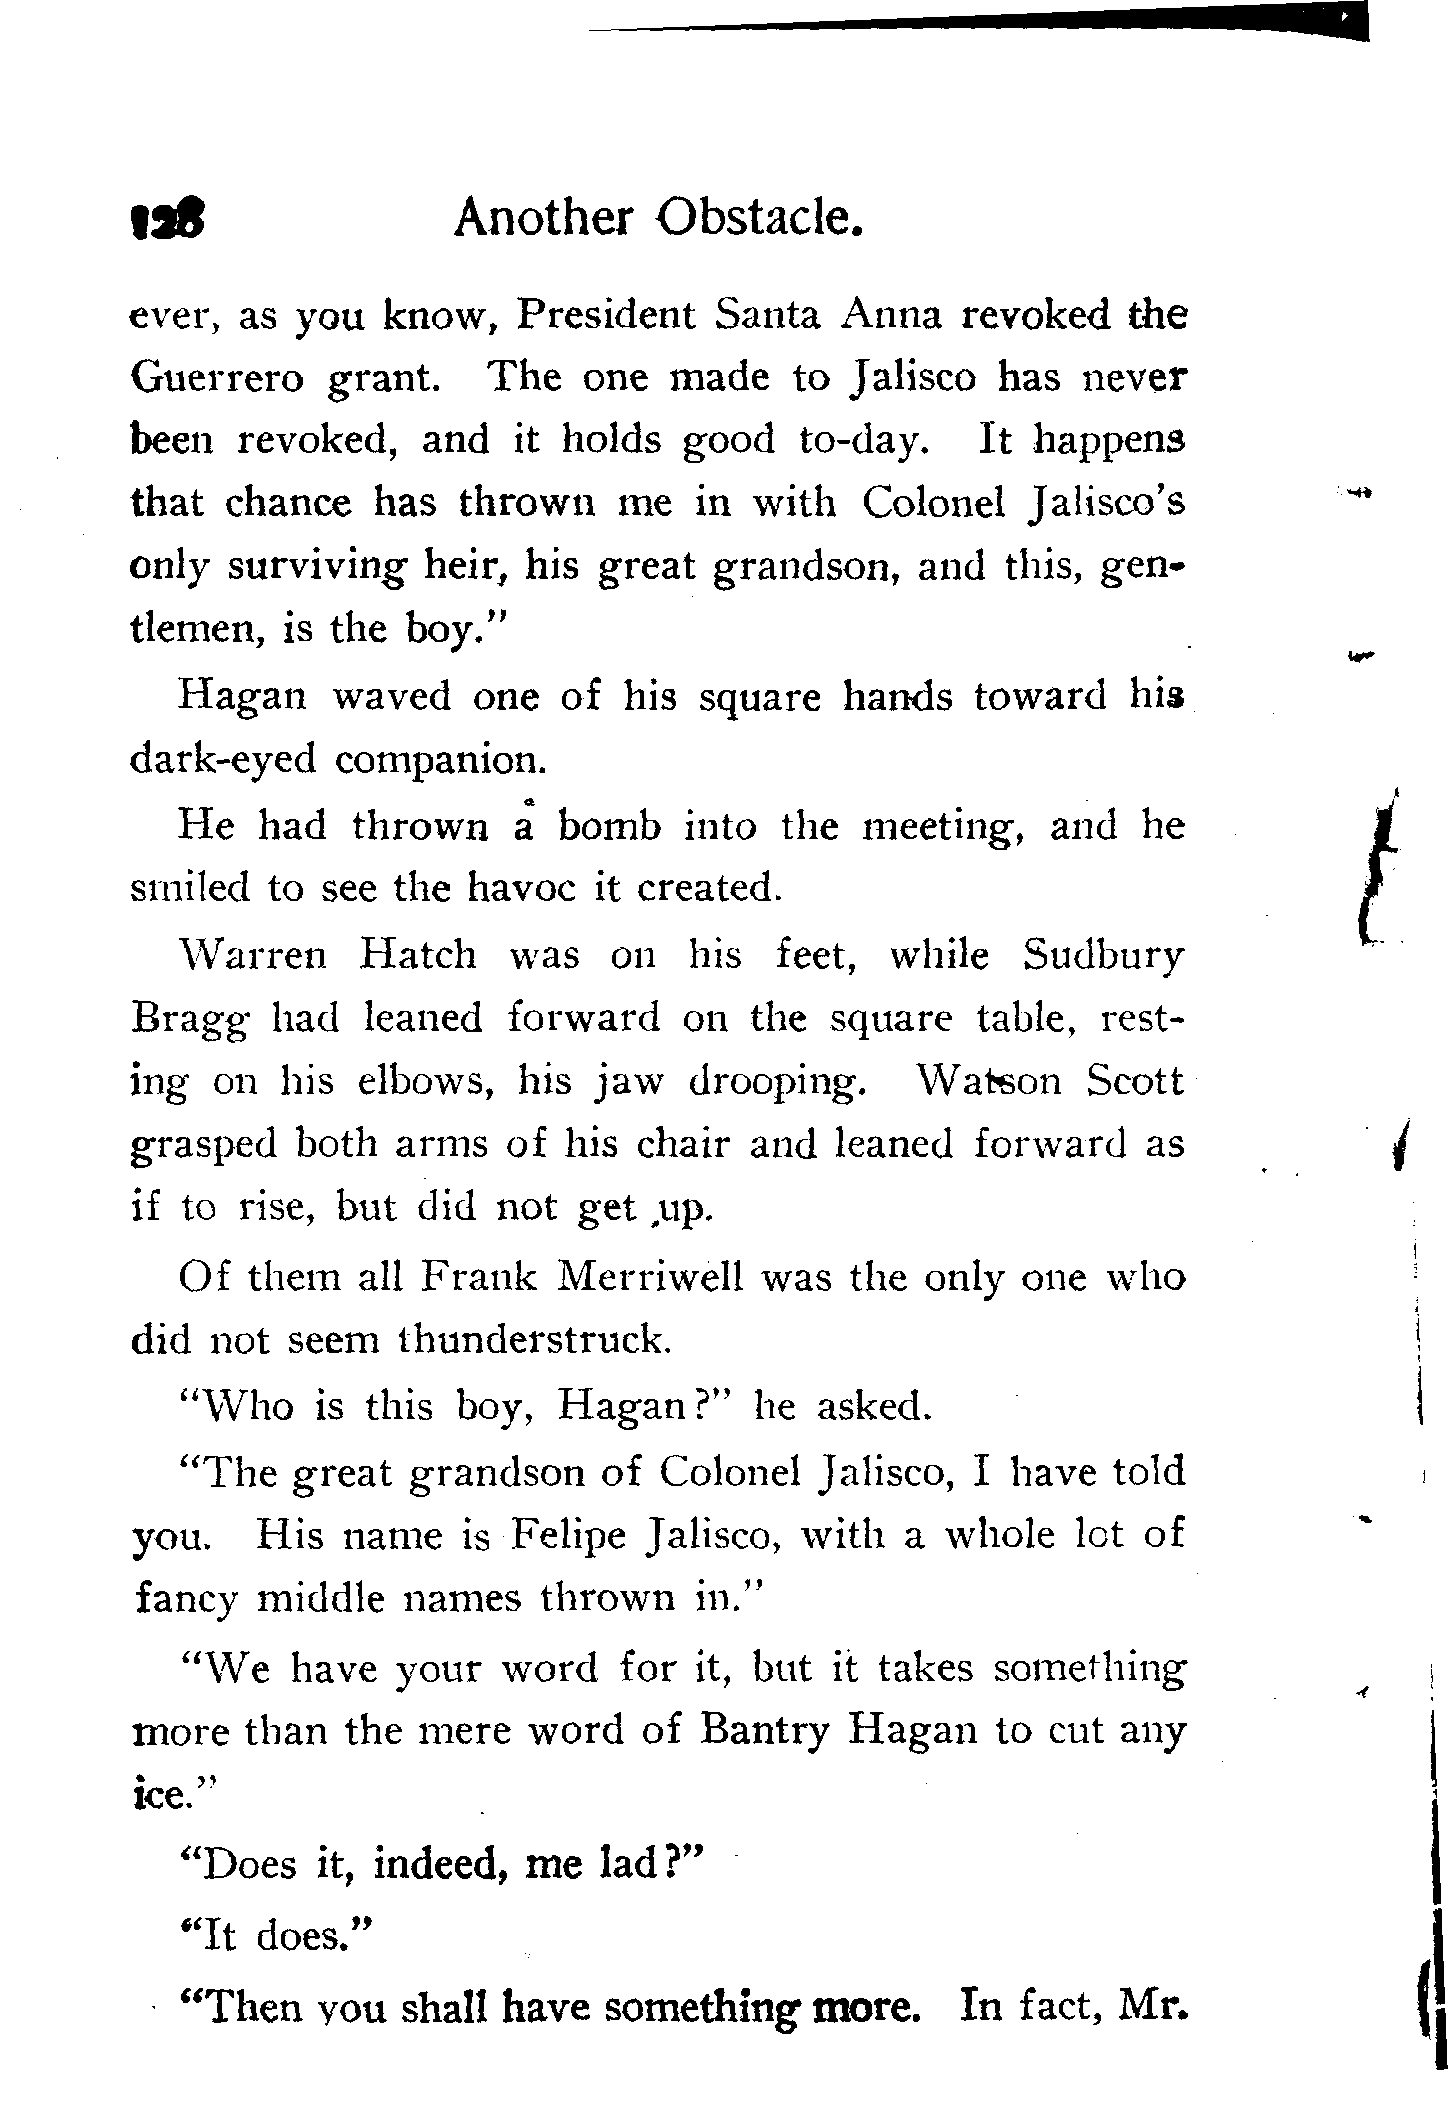 128 Another Obstacle.
ever, as you know, President Santa Anna revoked the
Guerrero grant. The one made to Jalisco has never
been revoked, and it holds good to-day. It happens
that chance has thrown me in with Colonel Jalisco's
only surviving heir, his great grandson, and this, gen-
tlemen, is the boy."
Hagan waved one of his square hands toward his
dark-eyed companion.
He had thrown a bomb into the meeting, and he
smiled to see the havoc it created.
Warren Hatch was on his feet, while Sudbury
Bragg had leaned forward on the square table, rest-
ing on his elbows, his jaw drooping. Watson Scott
grasped both arms of his chair and leaned forward as
if to rise, but did not get up.
Of them all Frank Merriwell was the only one who
did not seem thunderstruck.
"Who is this boy, Hagan?" he asked.
"The great grandson of Colonel Jalisco, I have told
you. His name is Felipe Jalisco, with a whole lot of
fancy middle names thrown in."
"We have your word for it, but it takes something
more than the mere word of Bantry Hagan to cut any
ice."
"Does it, indeed, me lad?"
"It does."
"Then you shall have something more. In fact, Mr.